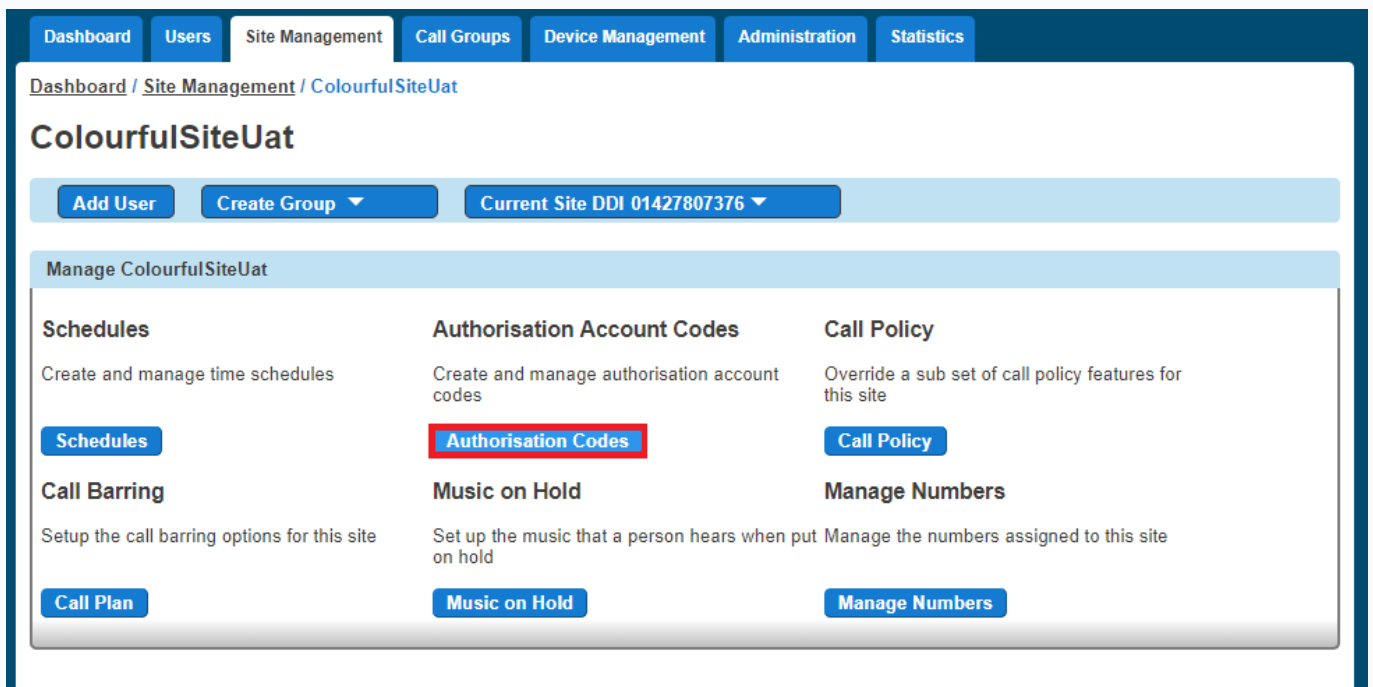 Dashboard Users Site Management Call Groups Device Management Administration Statistics
Dashboard / Site Management / ColourfulSiteUat
ColourfulSiteUat
Add User Create Group Current Site DDI 01427807376
Manage ColourfulSiteUat
Schedules
Create and manage time schedules
Schedules
Authorisation Account Codes
Create and manage authorisation account
codes
Authorisation Codes
Call Policy
Override a sub set of call policy features for
this site
Call Policy
Call Barring
Setup the call barring options for this site
Call Plan
Music on Hold
Set up the music that a person hears when put
on hold
Music on Hold
Manage Numbers
Manage the numbers assigned to this site
Manage Numbers